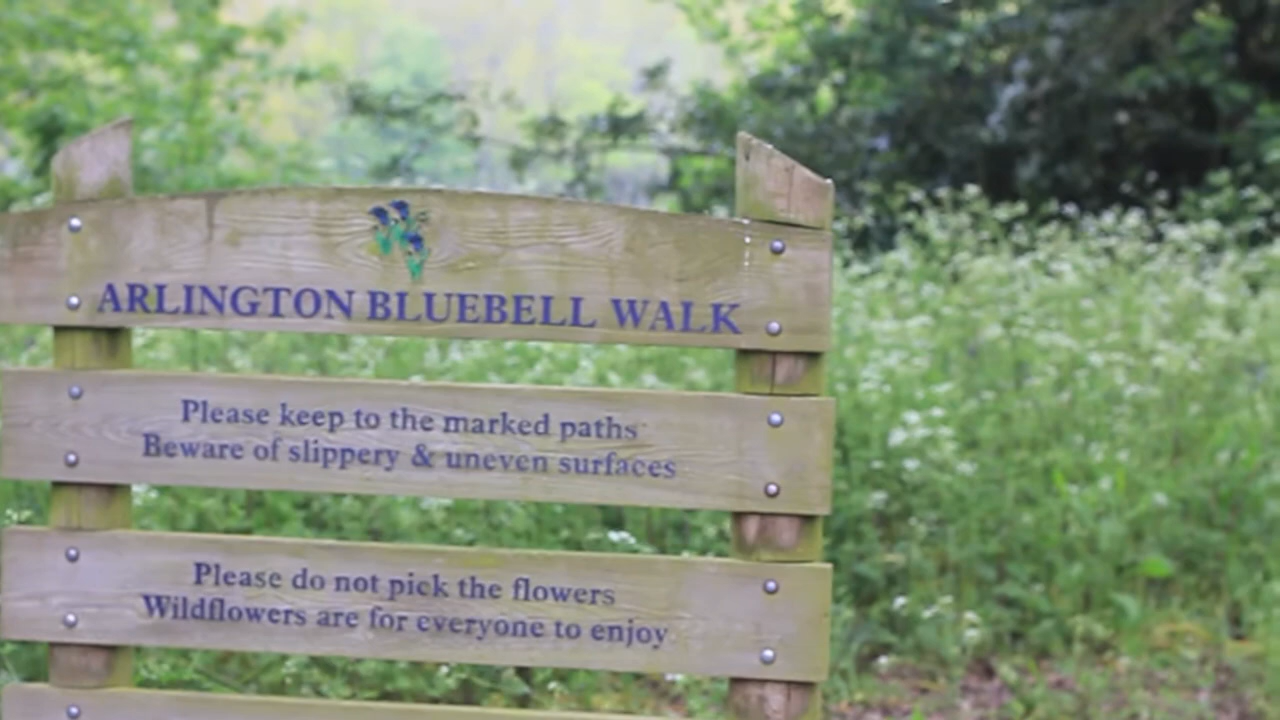 ARLINGTON BLUEBELL WALK
Please keep to the marked paths
Beware of slippery & uneven surfaces
Please do not pick the flowers
Wildflowers are for everyone to enjoy